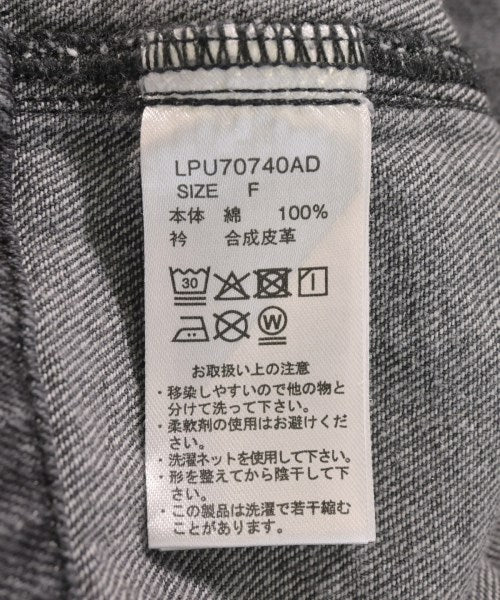 LPU70740AD
SIZE F
本体 綿 100%
衿 合成皮革
30
W
お取扱い上の注意
・移染しやすいので他の物と
分けて洗って下さい。
・柔軟剤の使用はお避けくだ
さい。
・洗濯ネットを使用して下さい。
・形を整えてから陰干して下
さい。
・この製品は洗濯で若干縮む
ことがあります。